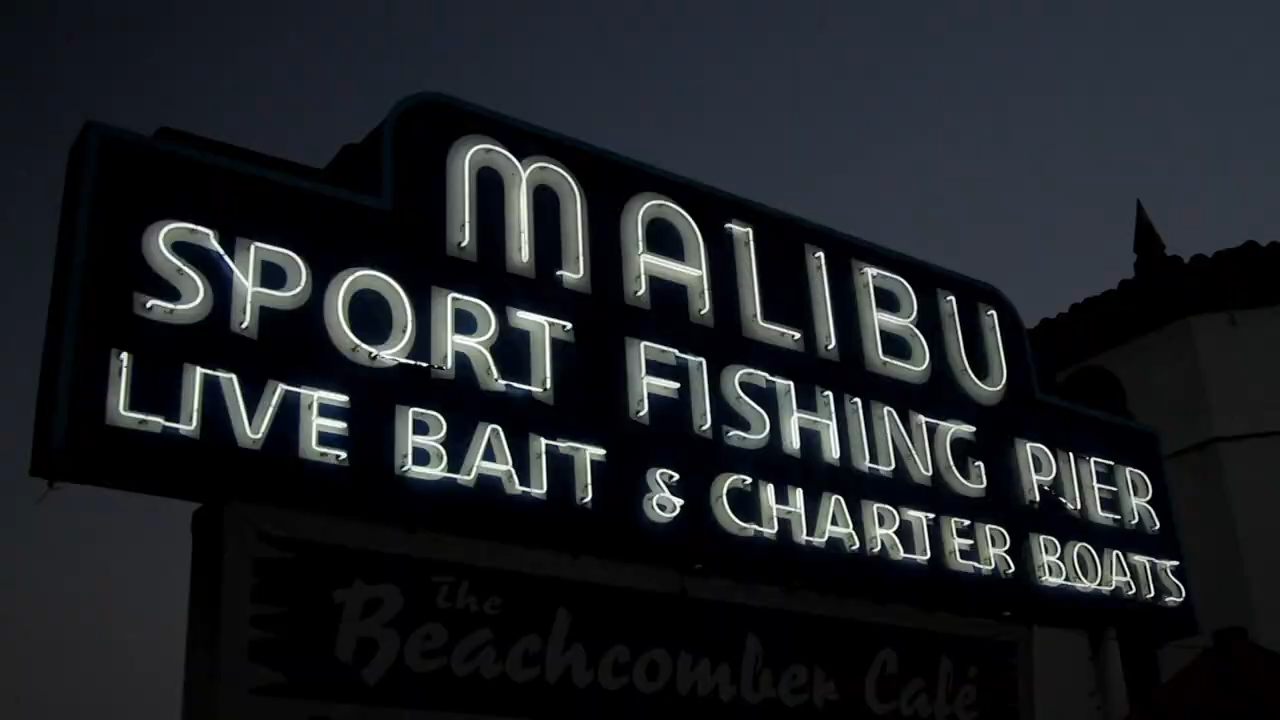 MALIBU
SPORT FISHING PIER
LIVE BAIT & CHARTER BOATS
The
Beachcomber Café